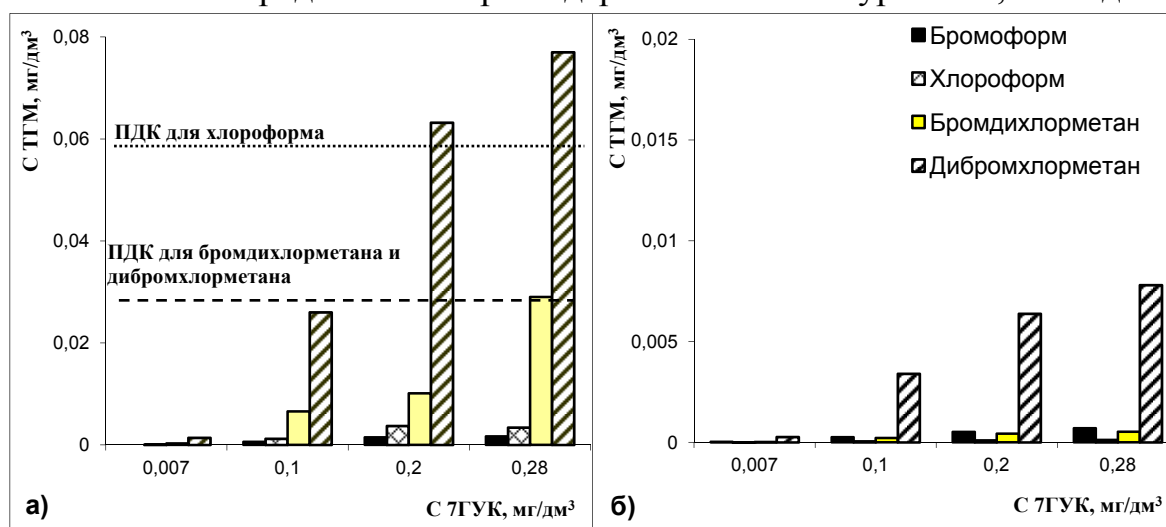 С ТГМ, мг/дм³
0,08
0,06
0,04
0,02
0
ПДК для хлороформа
ПДК для бромдихлорметана и
дибромхлорметана
0,007 0,1 0,2 0,28
а)
С 7ГУК, мг/дм³
С ТГМ, мг/дм³
0,02
0,015
0,01
0,005
0
Бромоформ
Хлороформ
Бромдихлорметан
Дибромхлорметан
0,007 0,1 0,2 0,28
б)
С 7ГУК, мг/дм³